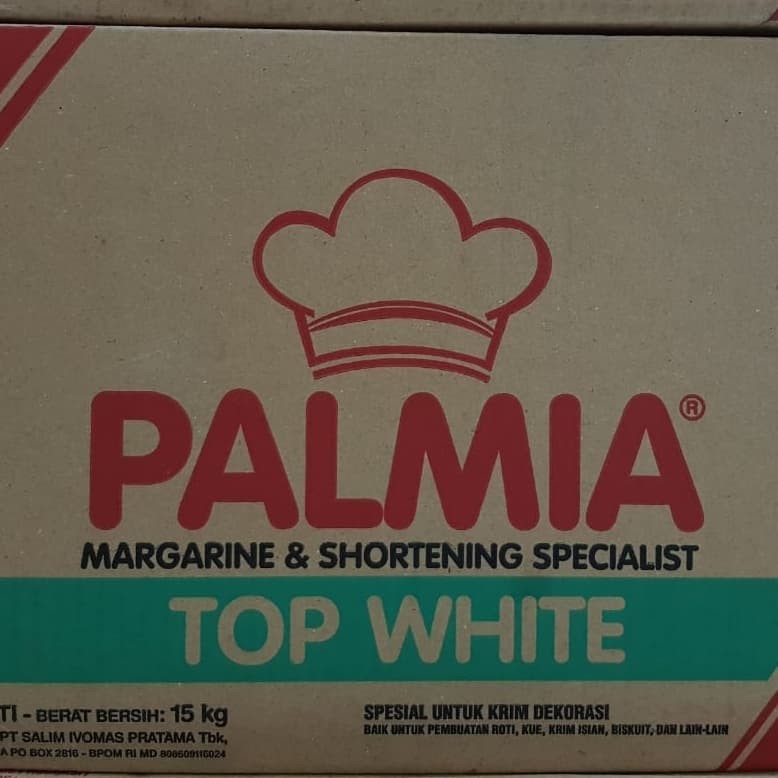 PALMIA®
MARGARINE & SHORTENING SPECIALIST
TOP WHITE
TI - BERAT BERSIH: 15 kg
PT SALIM IVOMAS PRATAMA Tbk,
A PO BOX 2816 - BPOM RI MD
SPESIAL UNTUK KRIM DEKORASI
BAIK UNTUK PEMBUATAN ROTI, KUE, KRIM ISIAN, BISKUIT, DAN LAIN-LAIN